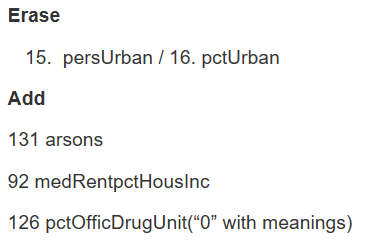 Erase
15. persUrban / 16. pctUrban
Add
131 arsons
92 medRentpctHousInc
126 pctOfficDrugUnit(“0” with meanings)